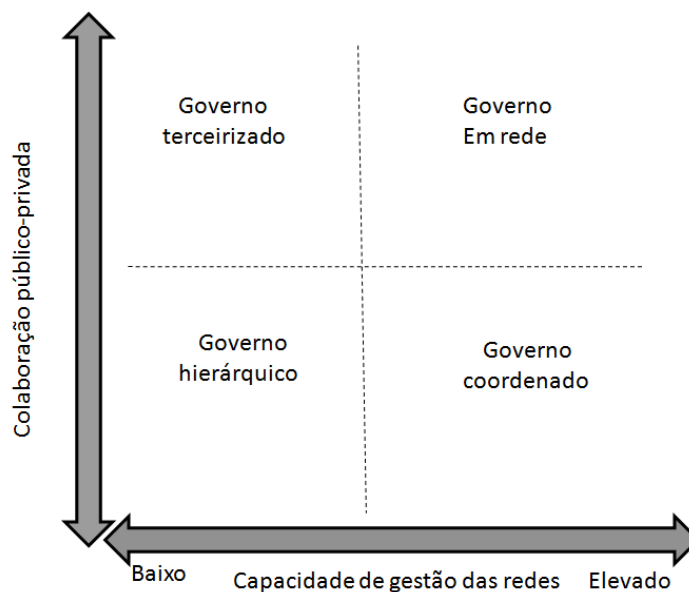 Colaboração público-privada
Governo
terceirizado
Governo
Em rede
Governo
hierárquico
Governo
coordenado
Baixo
Capacidade de gestão das redes
Elevado